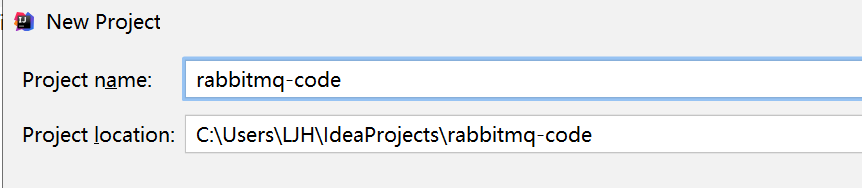 New Project
Project name: rabbitmq-code
Project location: C:\Users\LJH\IdeaProjects\rabbitmq-code